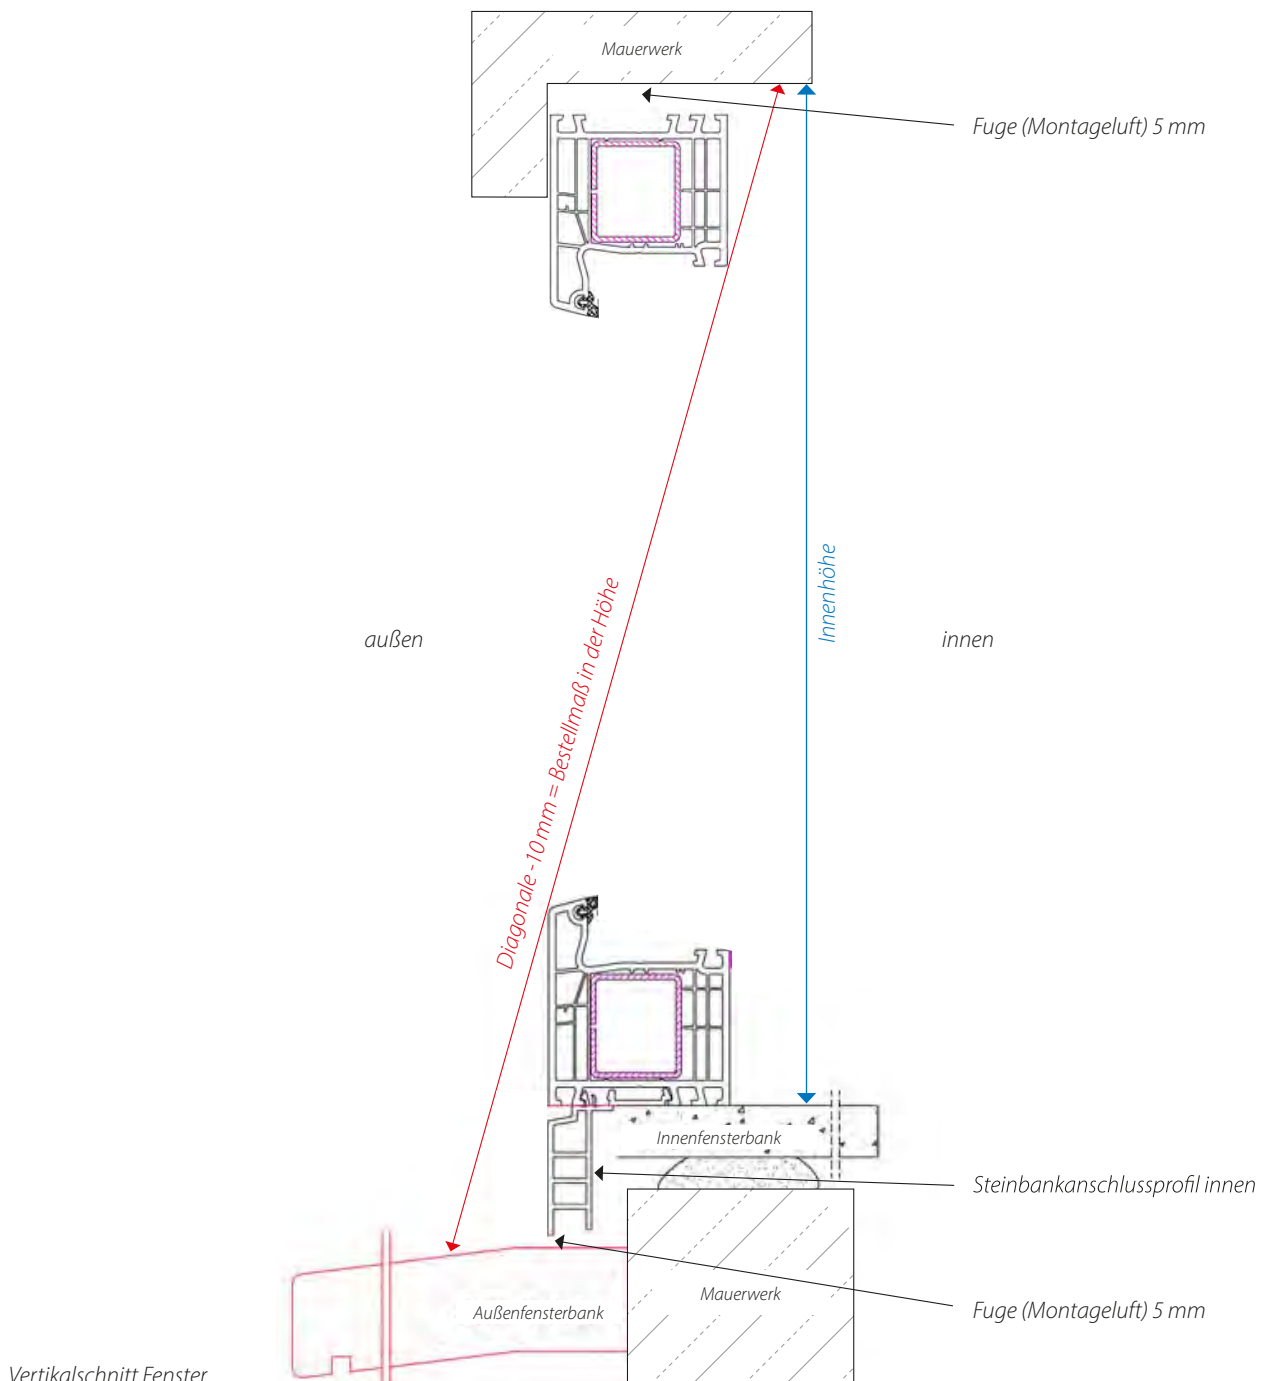 Mauerwerk
Fuge (Montageluft) 5 mm
Diagonale - 10 mm = Bestellmaß in der Höhe
Innenhöhe
außen
innen
Innenfensterbank
Steinbankanschlussprofil innen
Mauerwerk
Außenfensterbank
Fuge (Montageluft) 5 mm
Vertikalschnitt Fenster